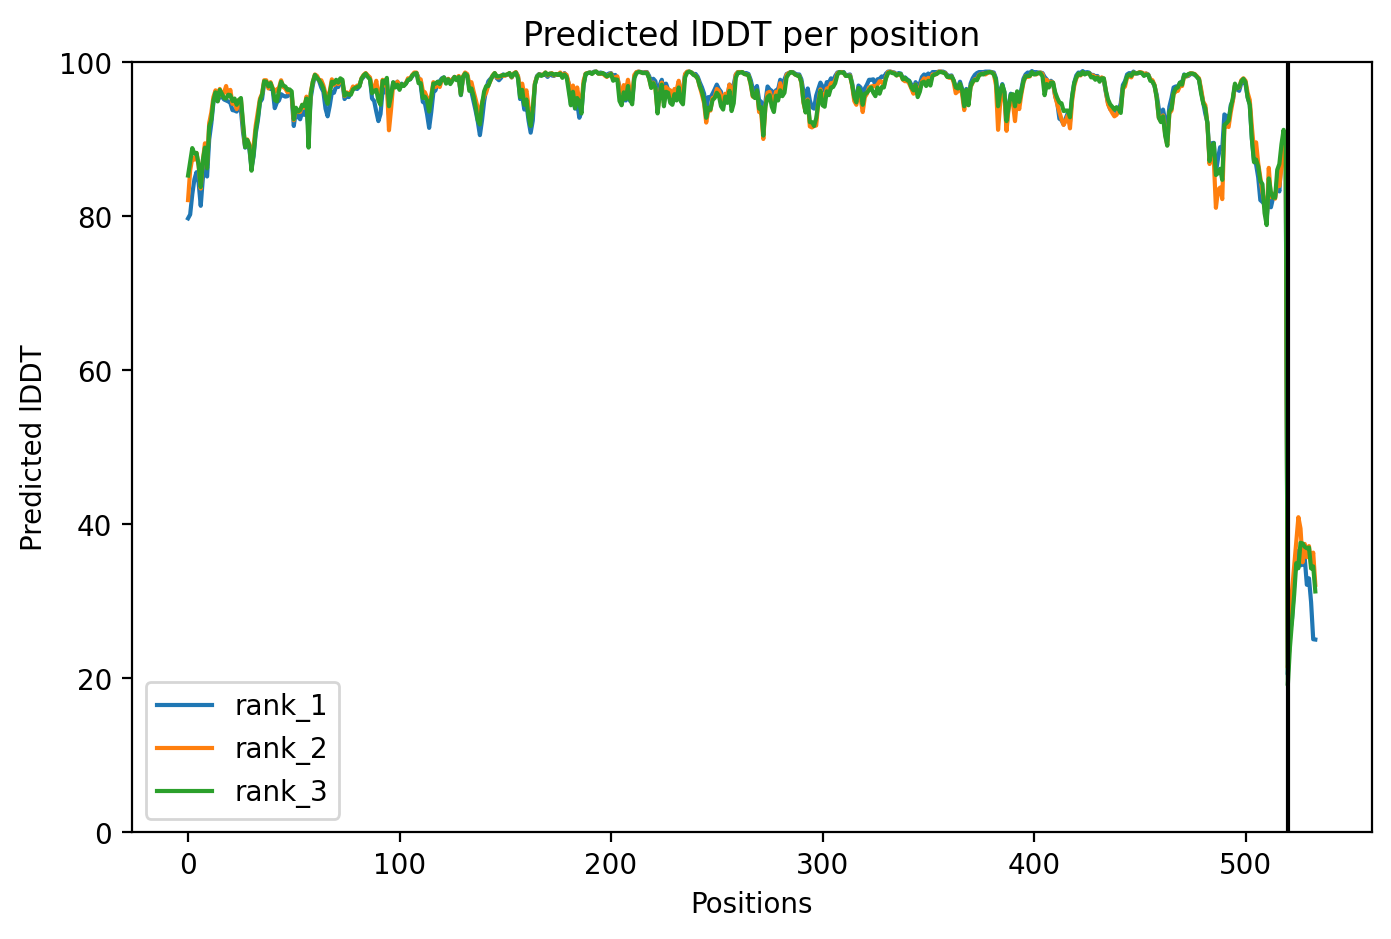 Predicted lDDT per position
100
80
60
40
20
0
Predicted lDDT
rank_1
rank_2
rank_3
0 100 200 300 400 500
Positions